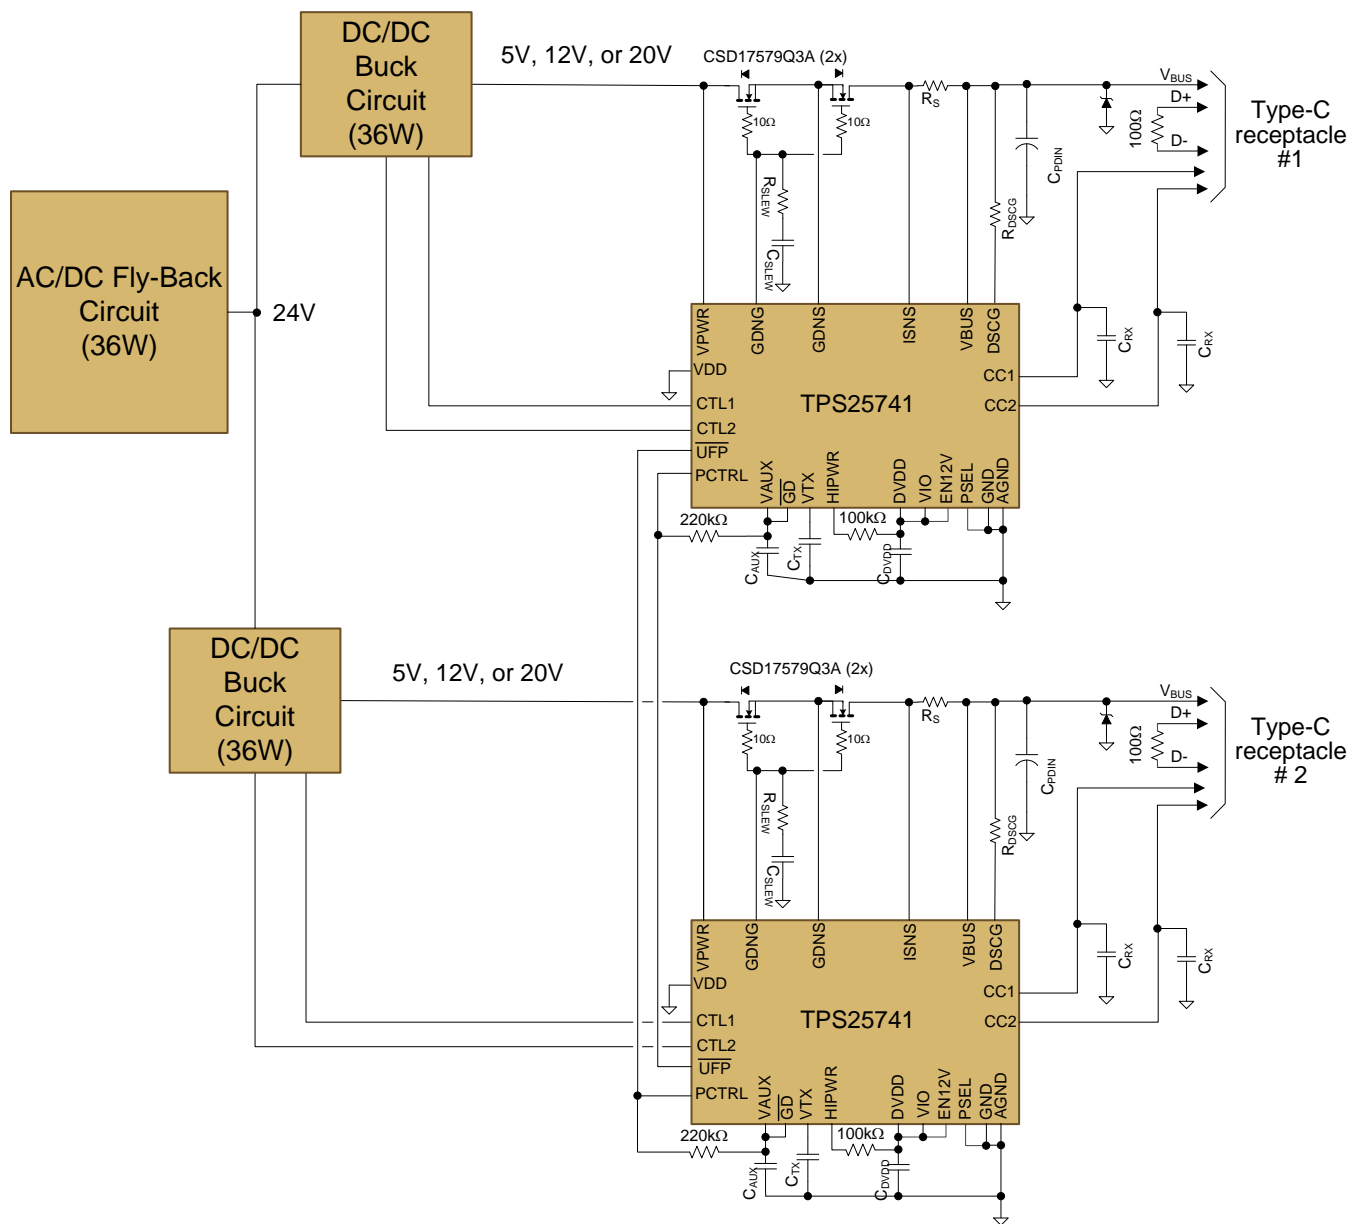 DC/DC
Buck
Circuit
(36W)
5V, 12V, or 20V
CSD17579Q3A (2x)
10Ω
10Ω
RS
RSLEW
CSLEW
RDSCG
CPDIN
VBUS
D+
100Ω
D-
Type-C
receptacle
#1
AC/DC Fly-Back
Circuit
(36W)
24V
VPWR
GDNG
GDNS
ISNS
VBUS
DSCG
CRX
CRX
VDD
CTL1
CTL2
UFP
PCTRL
TPS25741
CC1
CC2
VAUX
GD
VTX
HIPWR
DVDD
VIO
EN12V
PSEL
GND
AGND
220kΩ
100kΩ
CAUX
CTX
CDVDD
DC/DC
Buck
Circuit
(36W)
5V, 12V, or 20V
CSD17579Q3A (2x)
10Ω
10Ω
RS
RSLEW
CSLEW
RDSCG
CPDIN
VBUS
D+
100Ω
D-
Type-C
receptacle
# 2
VPWR
GDNG
GDNS
ISNS
VBUS
DSCG
CRX
CRX
VDD
CTL1
CTL2
UFP
PCTRL
TPS25741
CC1
CC2
VAUX
GD
VTX
HIPWR
DVDD
VIO
EN12V
PSEL
GND
AGND
220kΩ
100kΩ
CAUX
CTX
CDVDD